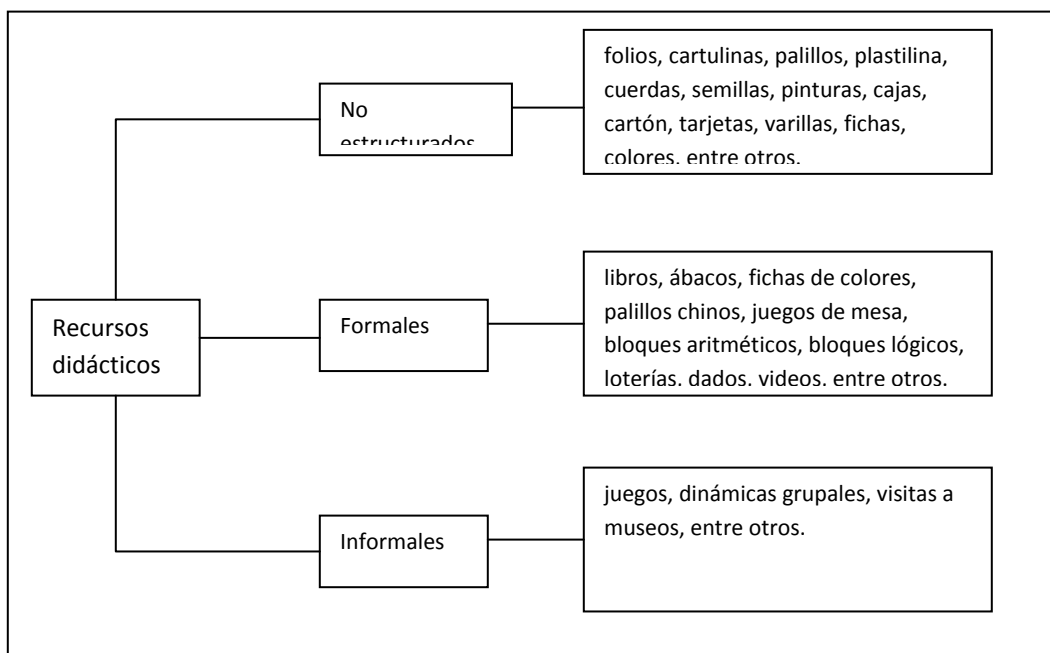 folios, cartulinas, palillos, plastilina,
cuerdas, semillas, pinturas, cajas,
cartón, tarjetas, varillas, fichas,
colores, entre otros.
No
estructurados
libros, ábacos, fichas de colores,
palillos chinos, juegos de mesa,
bloques aritméticos, bloques lógicos,
loterías, dados, videos, entre otros.
Formales
Recursos
didácticos
juegos, dinámicas grupales, visitas a
museos, entre otros.
Informales